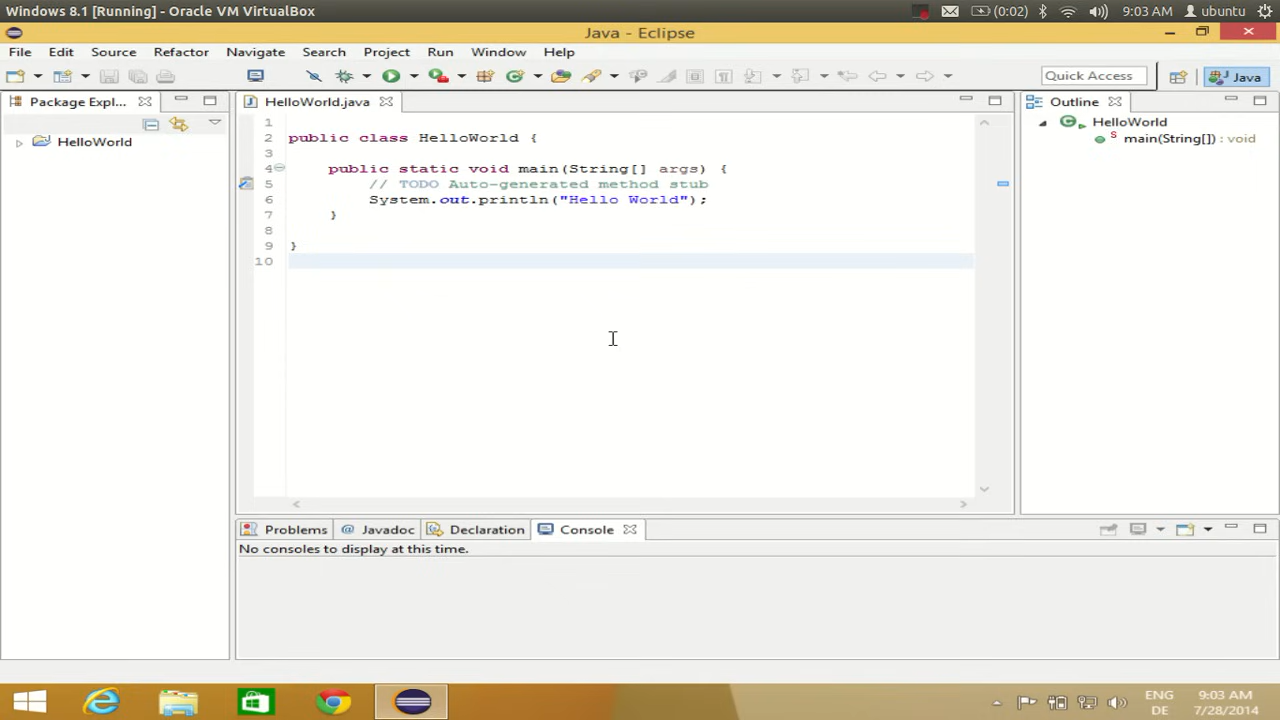 Windows 8.1 [Running] - Oracle VM VirtualBox
(0:02) 9:03 AM ubuntu
Java - Eclipse
File Edit Source Refactor Navigate Search Project Run Window Help
Quick Access Java
Package Expl...
HelloWorld
HelloWorld.java
1
2 public class HelloWorld {
3
4 public static void main(String[] args) {
5 // TODO Auto-generated method stub
6 System.out.println("Hello World");
7 }
8
9 }
10
Outline
HelloWorld
main(String[]) : void
Problems @ Javadoc Declaration Console
No consoles to display at this time.
ENG 9:03 AM
DE 7/28/2014